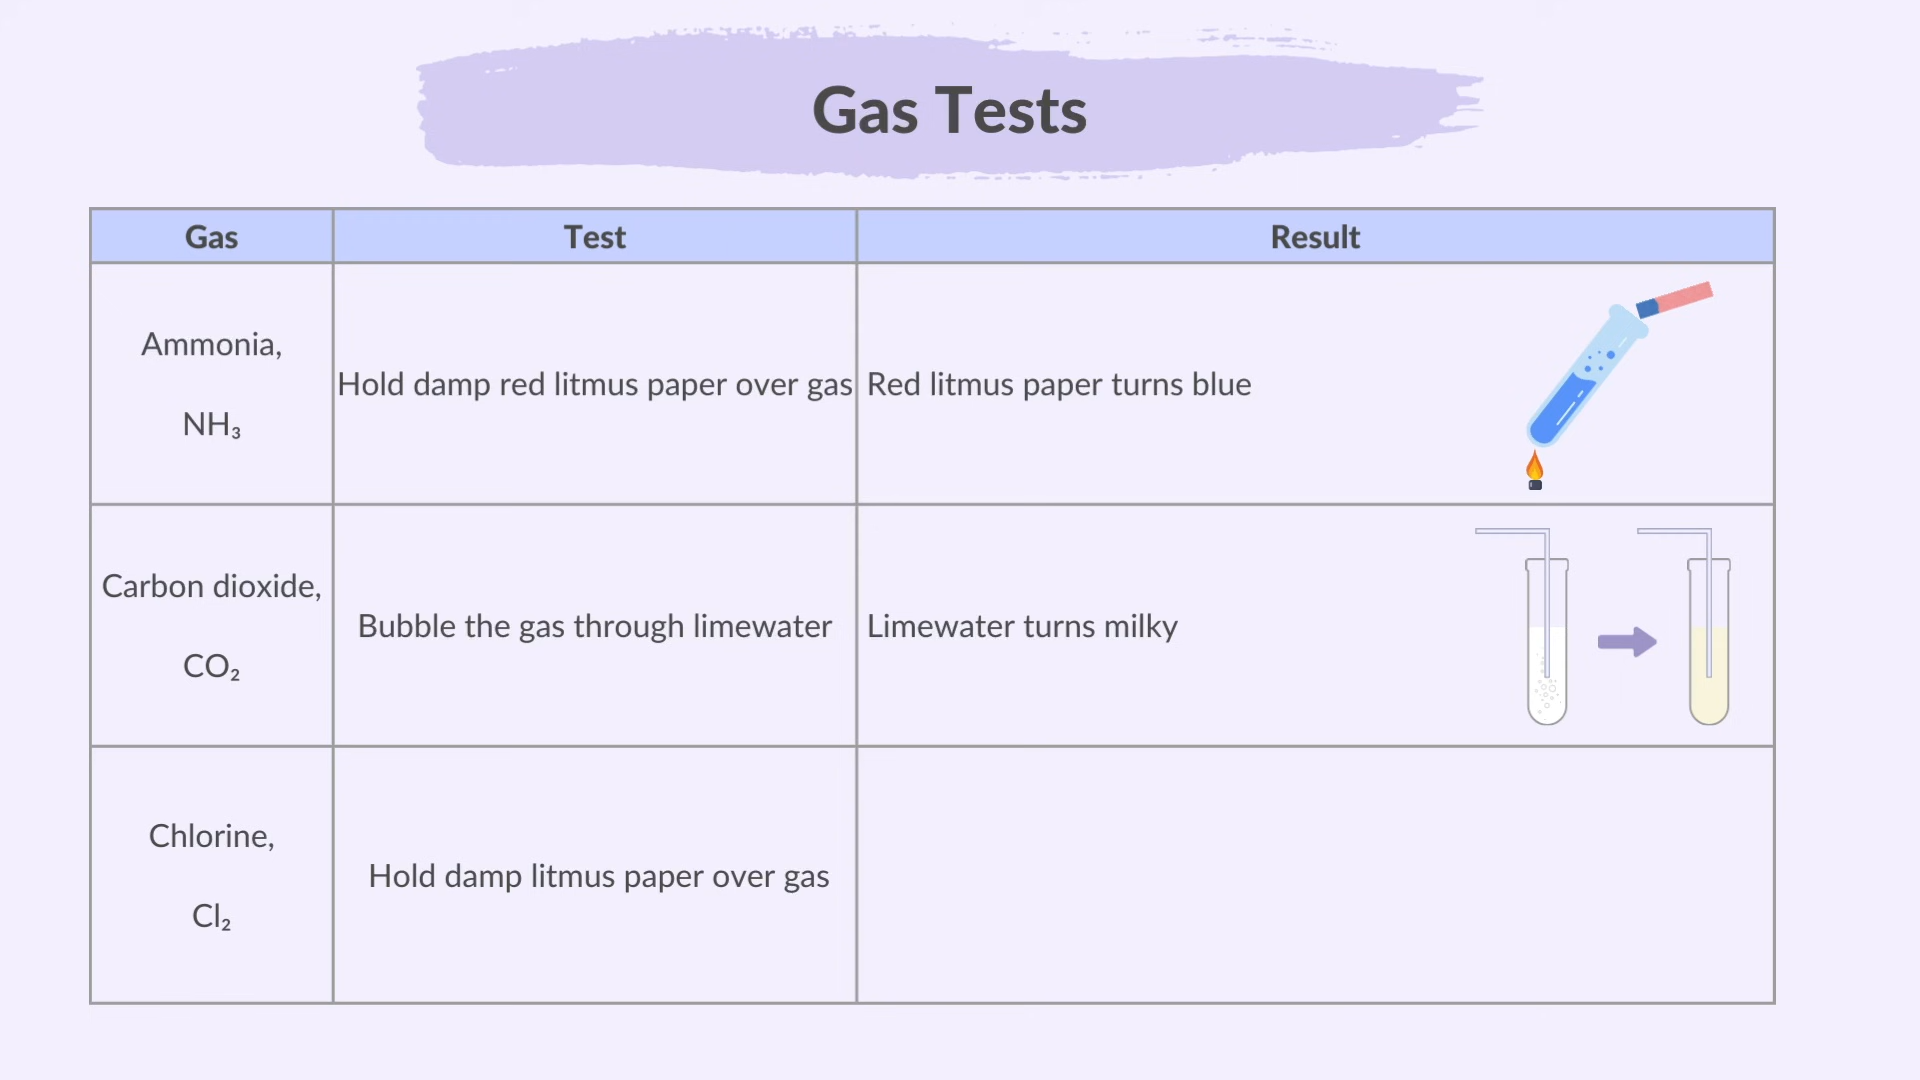 Gas Tests
Gas Test Result
Ammonia,
NH₃
Hold damp red litmus paper over gas
Red litmus paper turns blue
Carbon dioxide,
CO₂
Bubble the gas through limewater
Limewater turns milky
Chlorine,
Cl₂
Hold damp litmus paper over gas